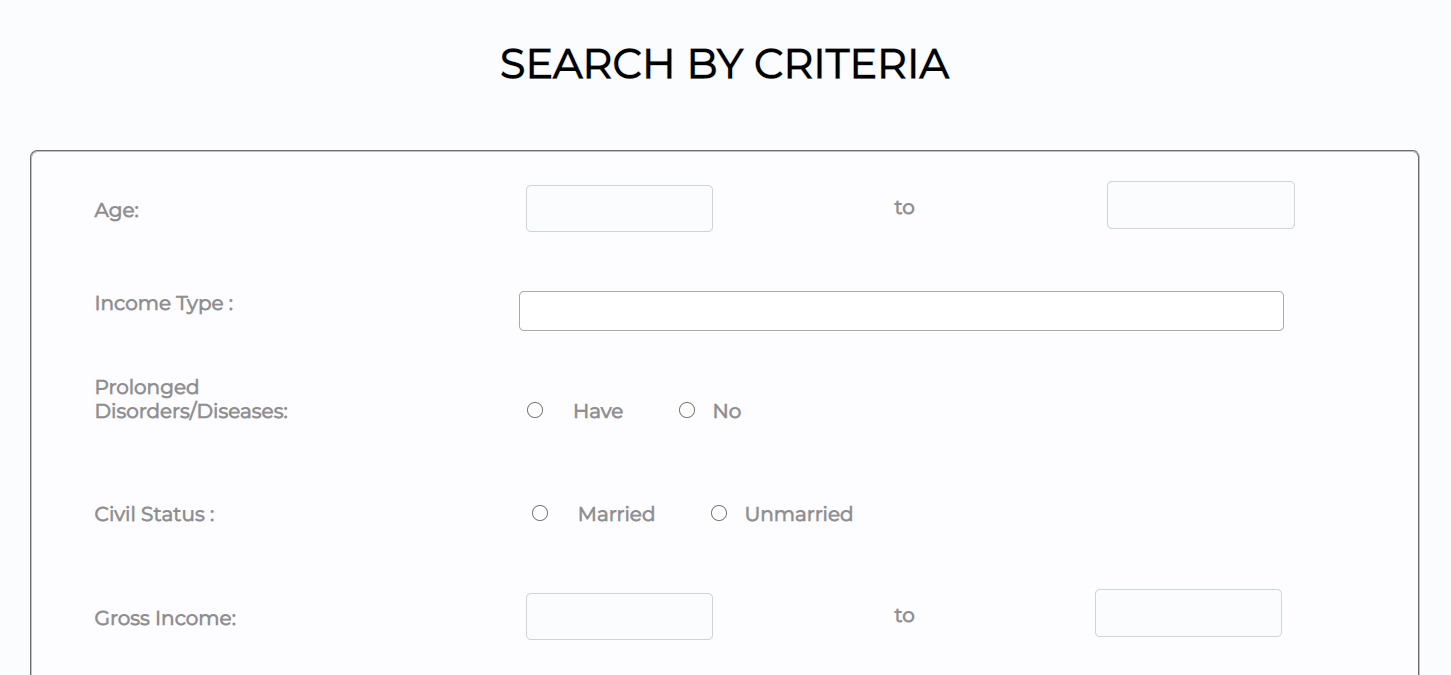 SEARCH BY CRITERIA
Age:
to
Income Type :
Prolonged
Disorders/Diseases:
Have
No
Civil Status :
Married
Unmarried
Gross Income:
to